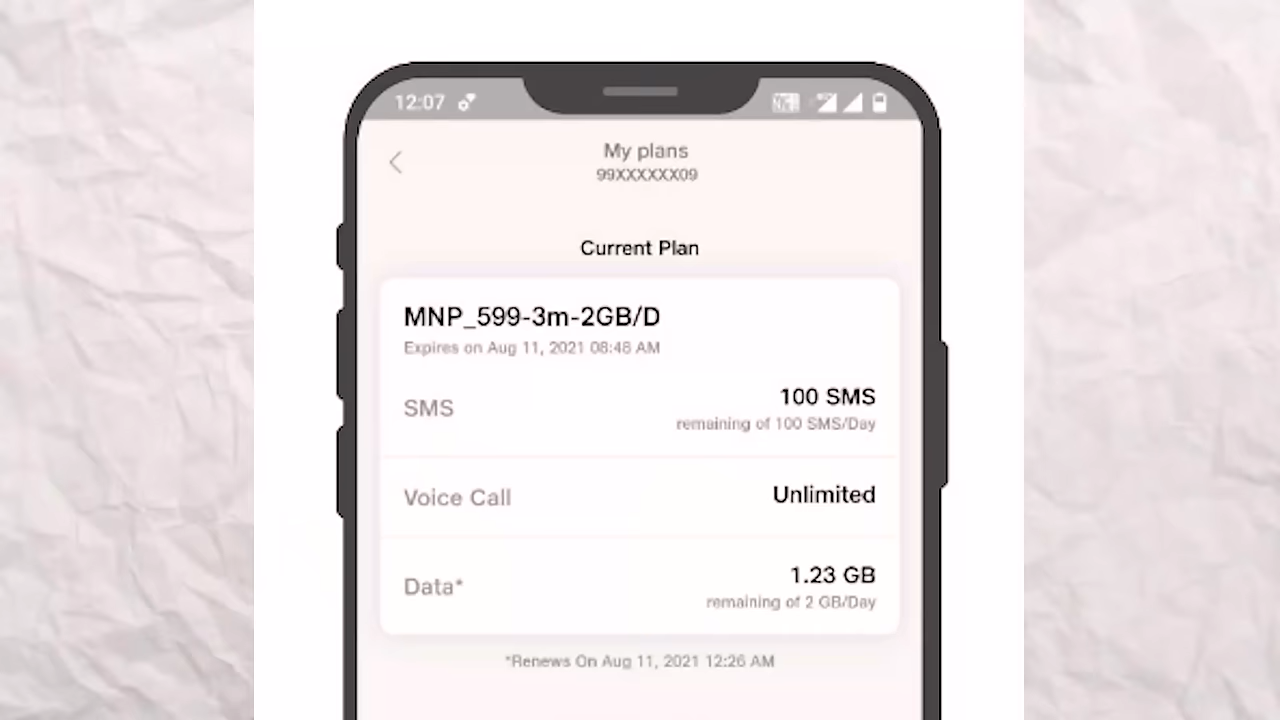 12:07
My plans
99XXXXXX09
Current Plan
MNP_599-3m-2GB/D
Expires on Aug 11, 2021 08:48 AM
SMS
100 SMS
remaining of 100 SMS/Day
Voice Call
Unlimited
Data*
1.23 GB
remaining of 2 GB/Day
*Renews On Aug 11, 2021 12:26 AM